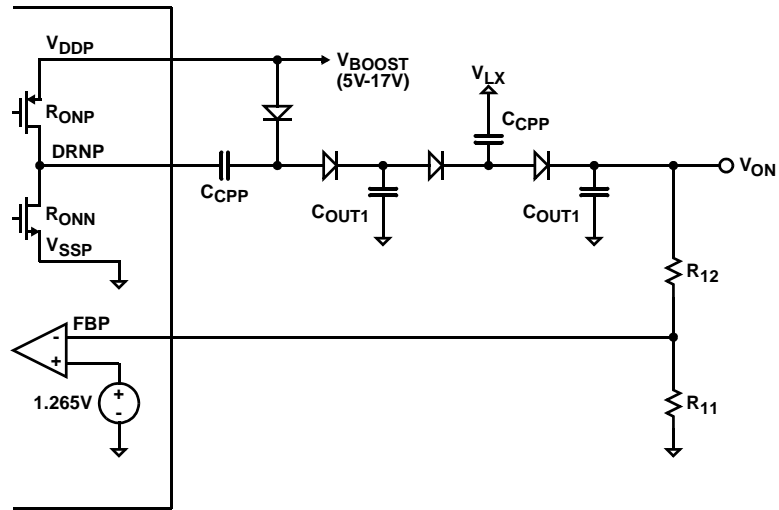 VDDP
VBOOST
(5V-17V)
VLX
RONP
CCPP
DRNP
VON
CCPP
COUT1
COUT1
RONN
VSSP
R12
FBP
-
+
1.265V
+
-
R11